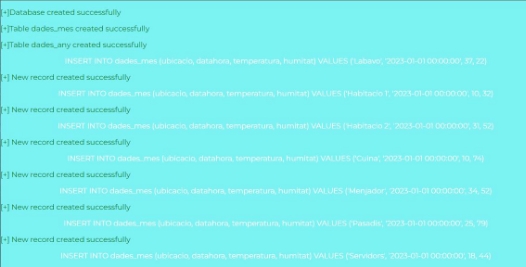 [+]Database created successfully
[+]Table dades_mes created successfully
[+]Table dades_any created successfully
INSERT INTO dades_mes (ubicacio, datahora, temperatura, humitat) VALUES ('Labavo', '2023-01-01 00:00:00', 37, 22)
[+] New record created successfully
INSERT INTO dades_mes (ubicacio, datahora, temperatura, humitat) VALUES ('Habitacio 1', '2023-01-01 00:00:00', 10, 32)
[+] New record created successfully
INSERT INTO dades_mes (ubicacio, datahora, temperatura, humitat) VALUES ('Habitacio 2', '2023-01-01 00:00:00', 31, 52)
[+] New record created successfully
INSERT INTO dades_mes (ubicacio, datahora, temperatura, humitat) VALUES ('Cuina', '2023-01-01 00:00:00', 10, 74)
[+] New record created successfully
INSERT INTO dades_mes (ubicacio, datahora, temperatura, humitat) VALUES ('Menjador', '2023-01-01 00:00:00', 34, 52)
[+] New record created successfully
INSERT INTO dades_mes (ubicacio, datahora, temperatura, humitat) VALUES ('Passadis', '2023-01-01 00:00:00', 25, 79)
[+] New record created successfully
INSERT INTO dades_mes (ubicacio, datahora, temperatura, humitat) VALUES ('Servidors', '2023-01-01 00:00:00', 18, 44)